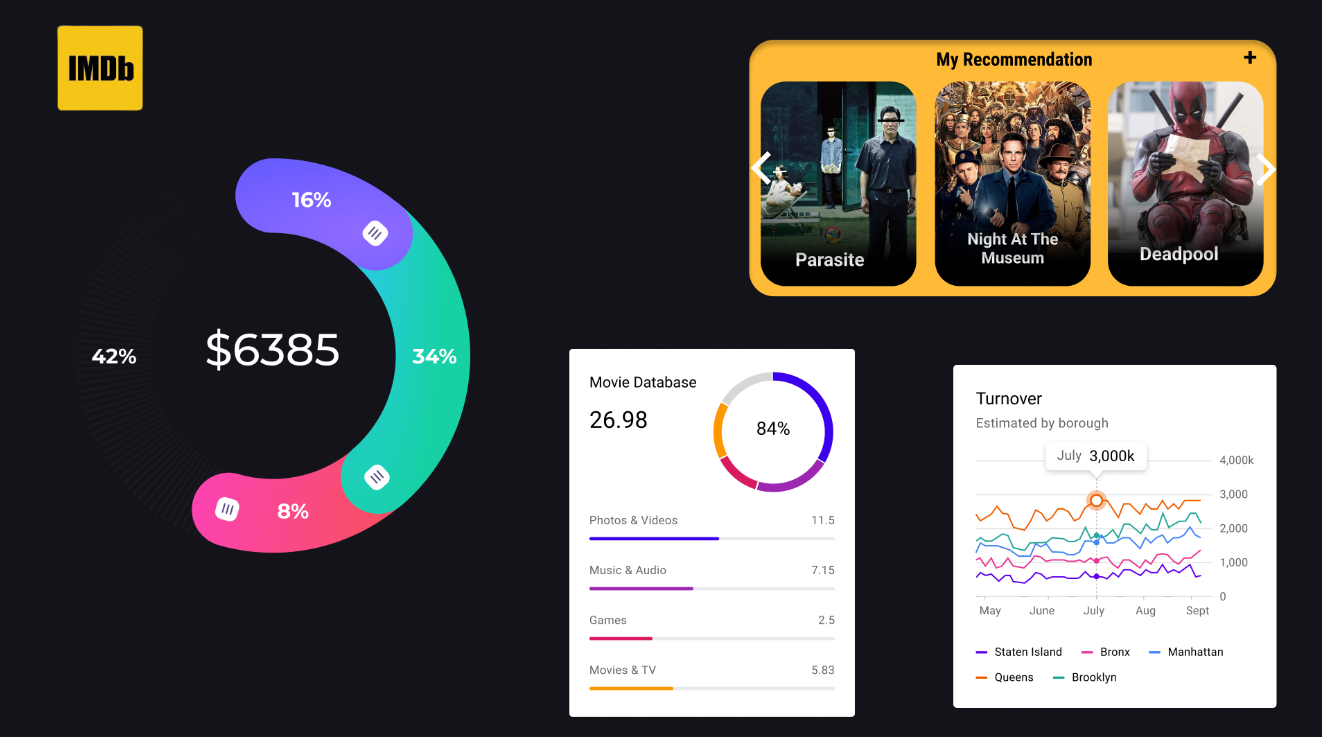 IMDb
16%
42%
$6385
34%
8%
My Recommendation
+
Parasite
Night At The
Museum
Deadpool
Movie Database
26.98
84%
Photos & Videos 11.5
Music & Audio 7.15
Games 2.5
Movies & TV 5.83
Turnover
Estimated by borough
July 3,000k
4,000k
3,000
2,000
1,000
0
May June July Aug Sept
Staten Island Bronx Manhattan
Queens Brooklyn